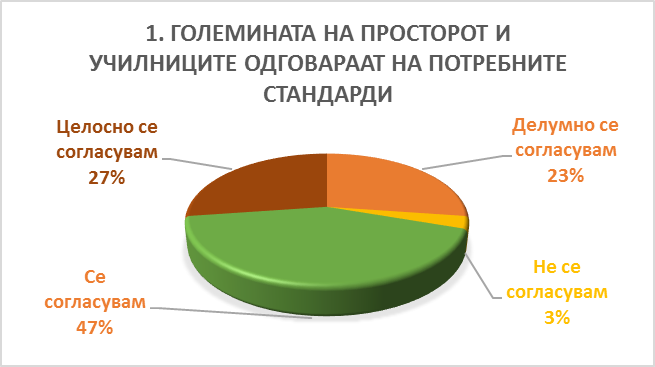 1. ГОЛЕМИНАТА НА ПРОСТОРОТ И
УЧИЛНИЦИТЕ ОДГОВАРААТ НА ПОТРЕБНИТЕ
СТАНДАРДИ
Целосно се
согласувам
27%
Делумно се
согласувам
23%
Се
согласувам
47%
Не се
согласувам
3%